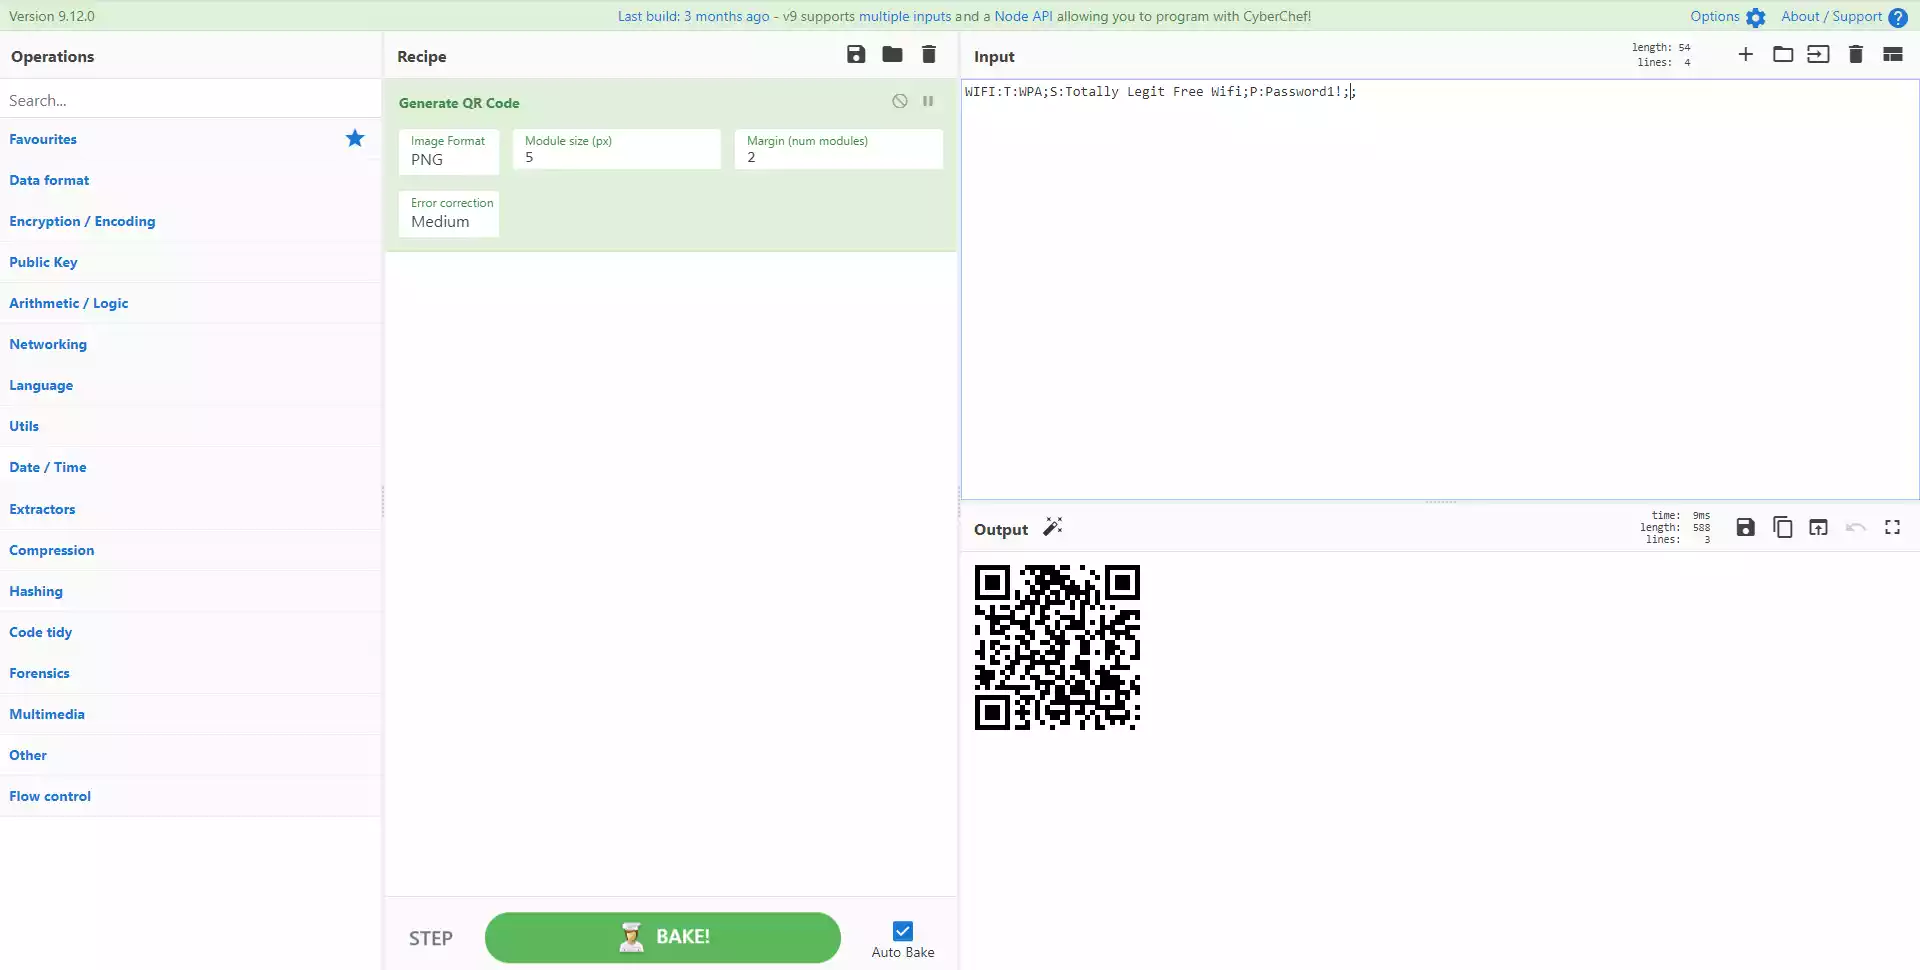 Version 9.12.0
Last build: 3 months ago - v9 supports multiple inputs and a Node API allowing you to program with CyberChef!
Options
About / Support
Operations
Search...
Favourites
Data format
Encryption / Encoding
Public Key
Arithmetic / Logic
Networking
Language
Utils
Date / Time
Extractors
Compression
Hashing
Code tidy
Forensics
Multimedia
Other
Flow control
Recipe
Generate QR Code
Image Format
PNG
Module size (px)
5
Margin (num modules)
2
Error correction
Medium
STEP
BAKE!
Auto Bake
Input
length: 54
lines: 4
WIFI:T:WPA;S:Totally Legit Free Wifi;P:Password1!;;
Output
time: 9ms
length: 588
lines: 3